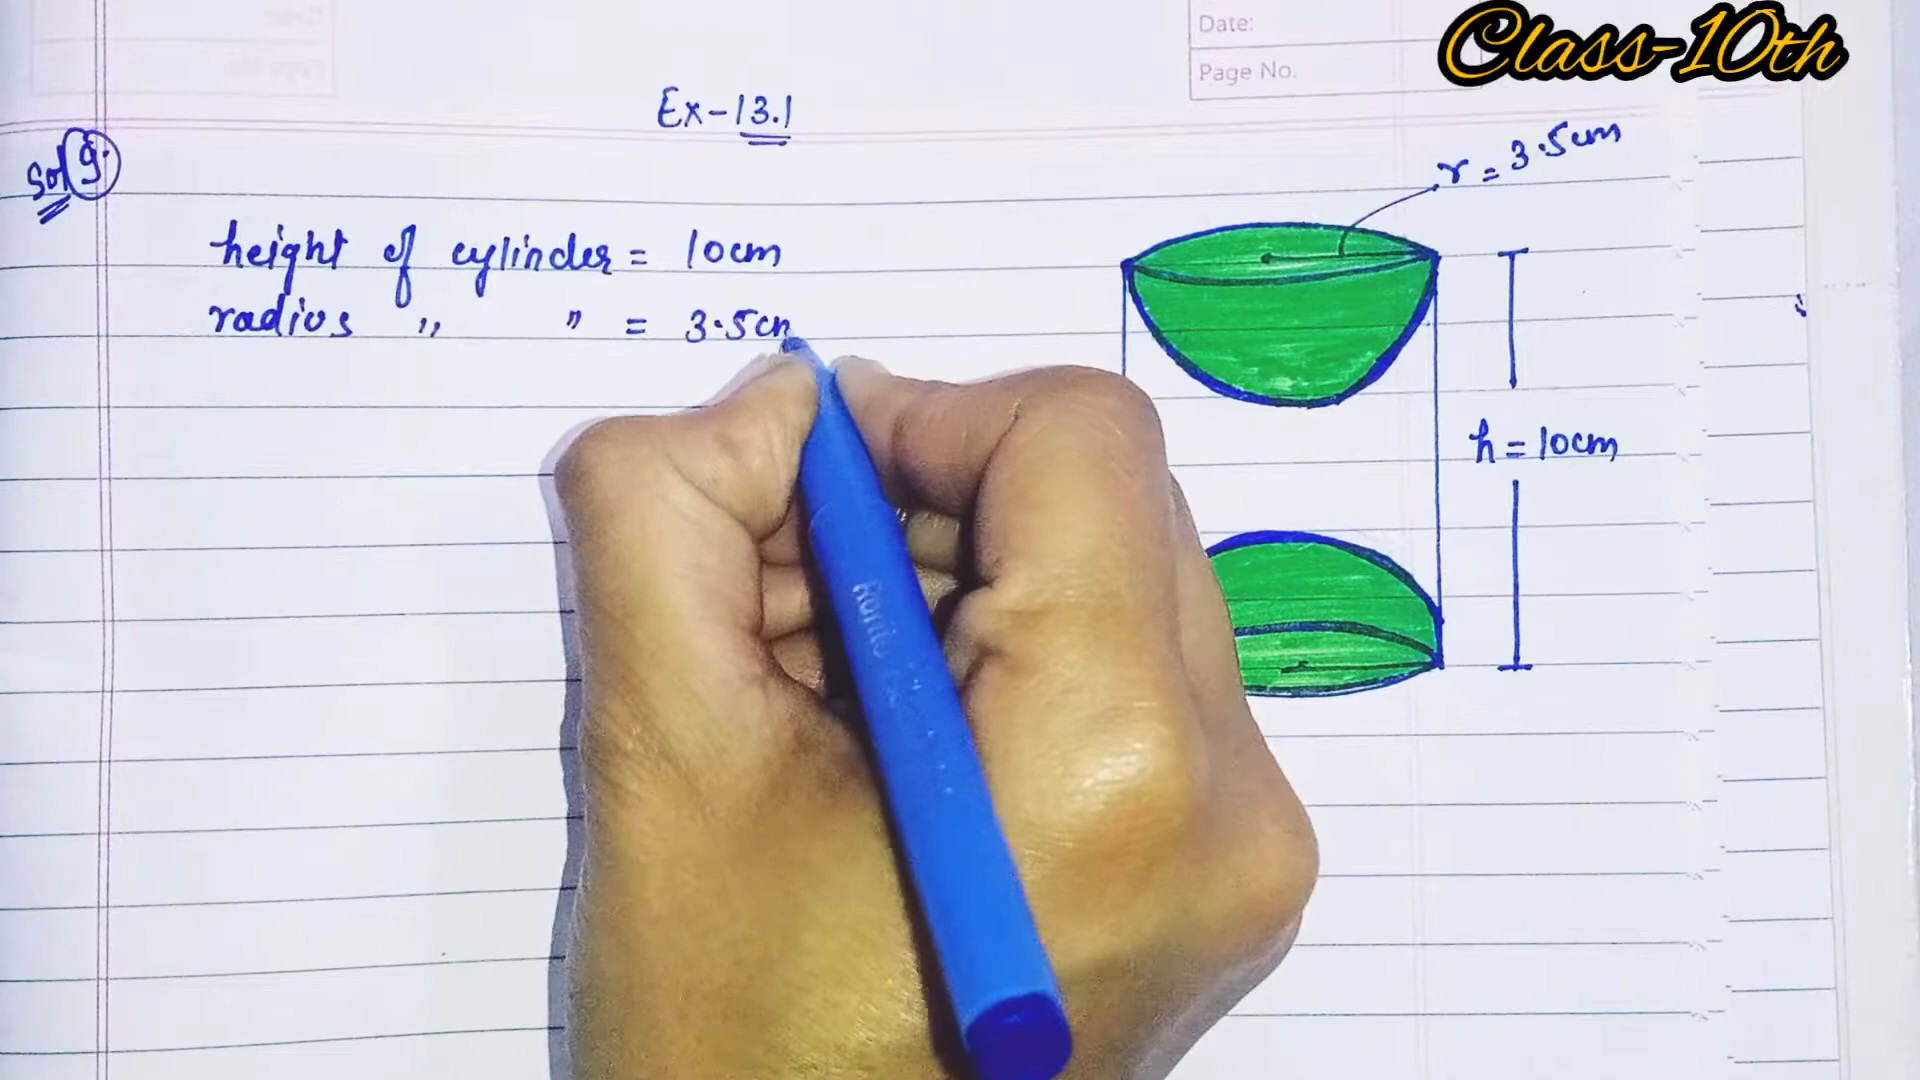 Class-10th
Date:
Page No.
Ex-13.1
Sol 9.
r = 3.5cm
height of cylinder = 10cm
radius " " = 3.5cm
h = 10cm